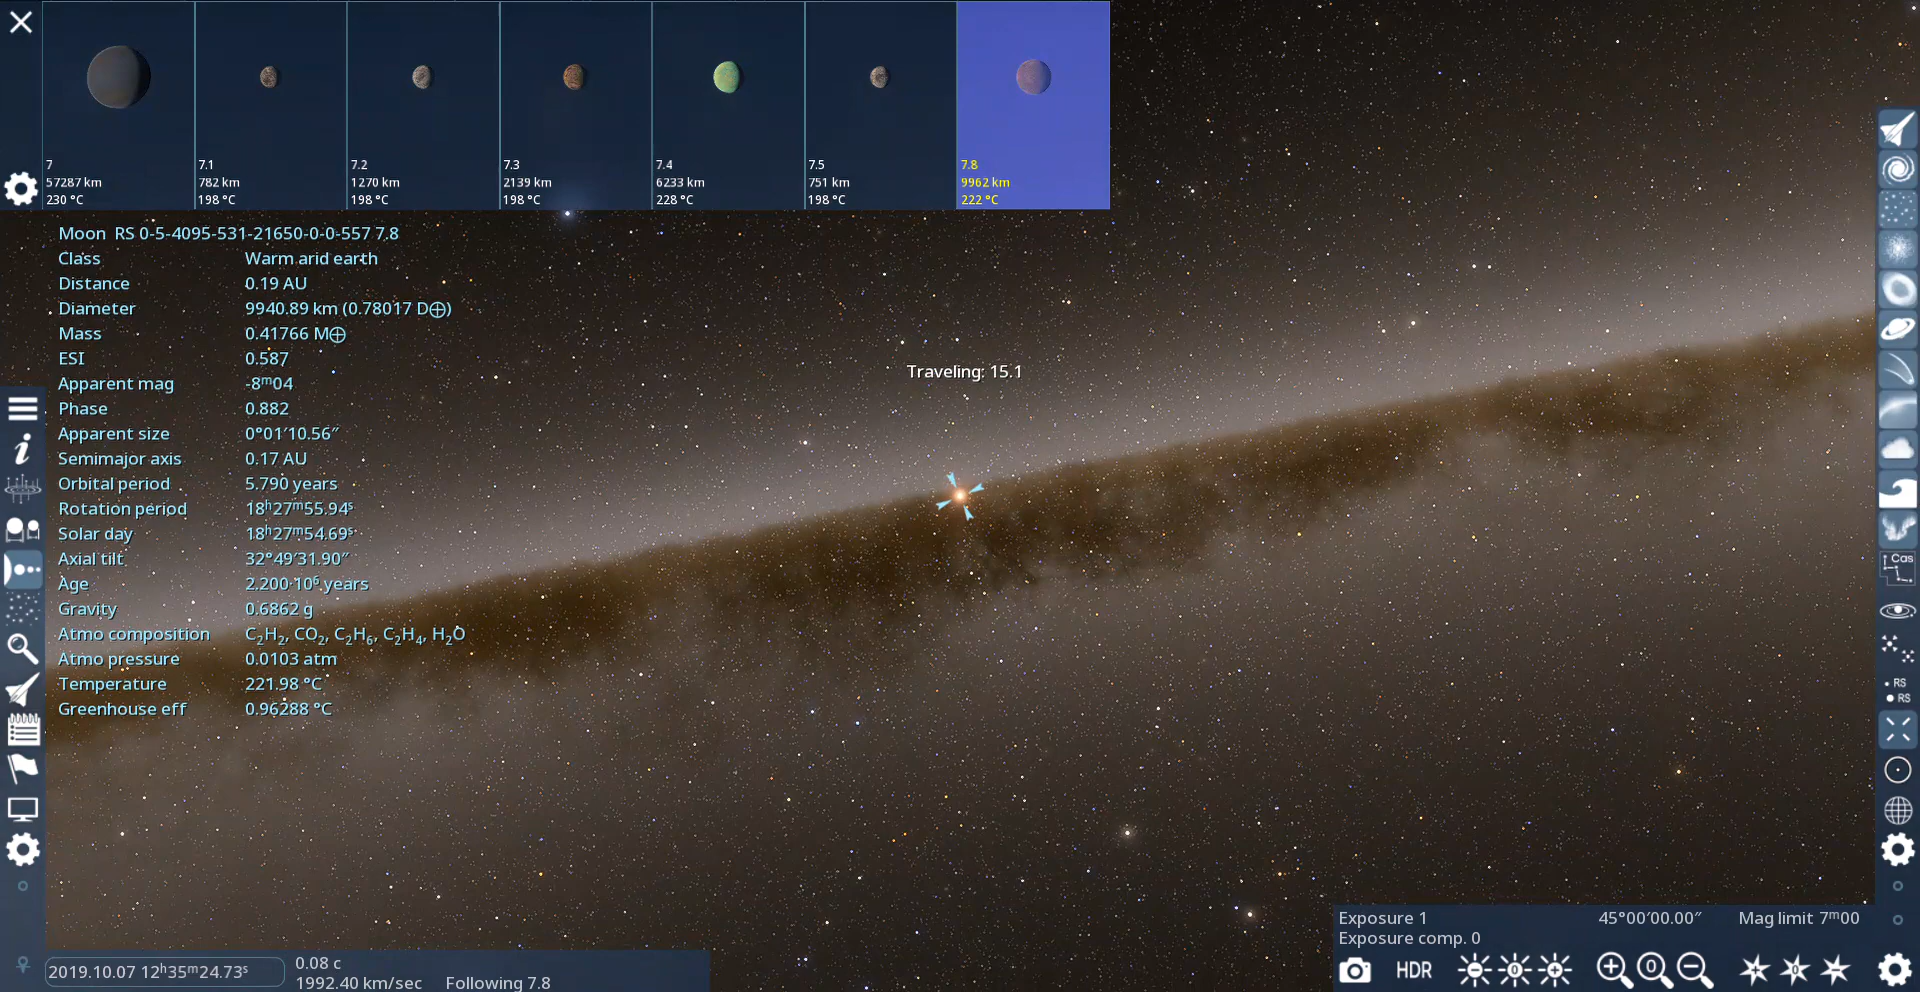 7
57287 km
230 °C
7.1
782 km
198 °C
7.2
1270 km
198 °C
7.3
2139 km
198 °C
7.4
6233 km
228 °C
7.5
751 km
198 °C
7.8
9962 km
222 °C
Moon RS 0-5-4095-531-21650-0-0-557 7.8
Class Warm arid earth
Distance 0.19 AU
Diameter 9940.89 km (0.78017 D⊕)
Mass 0.41766 M⊕
ESI 0.587
Apparent mag -8ᵐ04
Phase 0.882
Apparent size 0°01′10.56″
Semimajor axis 0.17 AU
Orbital period 5.790 years
Rotation period 18ʰ27ᵐ55.94ˢ
Solar day 18ʰ27ᵐ54.69ˢ
Axial tilt 32°49′31.90″
Age 2.200·10⁶ years
Gravity 0.6862 g
Atmo composition C₂H₂, CO₂, C₂H₆, C₂H₄, H₂O
Atmo pressure 0.0103 atm
Temperature 221.98 °C
Greenhouse eff 0.96288 °C
Traveling: 15.1
Cas
RS
RS
Exposure 1 45°00′00.00″ Mag limit 7ᵐ00
Exposure comp. 0
HDR 0 0 0
2019.10.07 12ʰ35ᵐ24.73ˢ
0.08 c
1992.40 km/sec Following 7.8